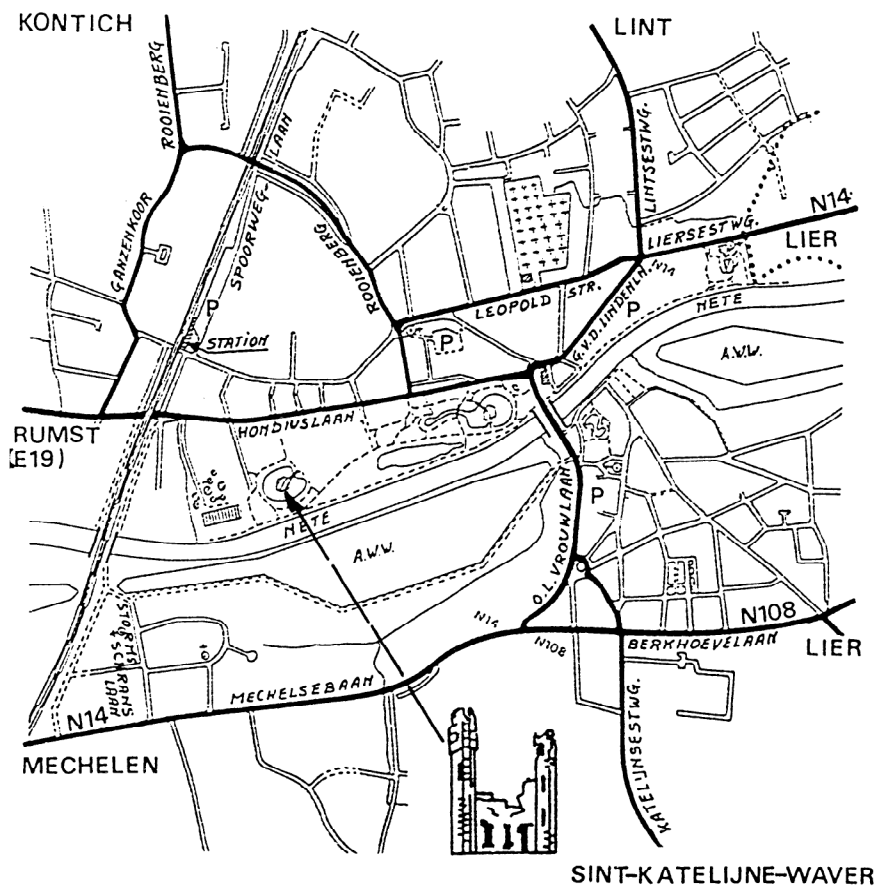 KONTICH
LINT
ROOIENBERG
LAAN
SPOORWEG-
LINTSESTWG.
N14
LIERSESTWG.
LIER
GANZENKOOR
ROOIENBERG
N14
G.V.D. LINDENLN.
LEOPOLD STR.
NETE
P
P
P
STATION
A.W.W.
RUMST
(E19)
HONDIUSLAAN
P
NETE
A.W.W.
O.L. VROUWLAAN
N14
N108
N108
BERKHOEVELAAN
LIER
MECHELSEBAAN
N14
MECHELEN
KATELIJNSESTWG.
SINT-KATELIJNE-WAVER